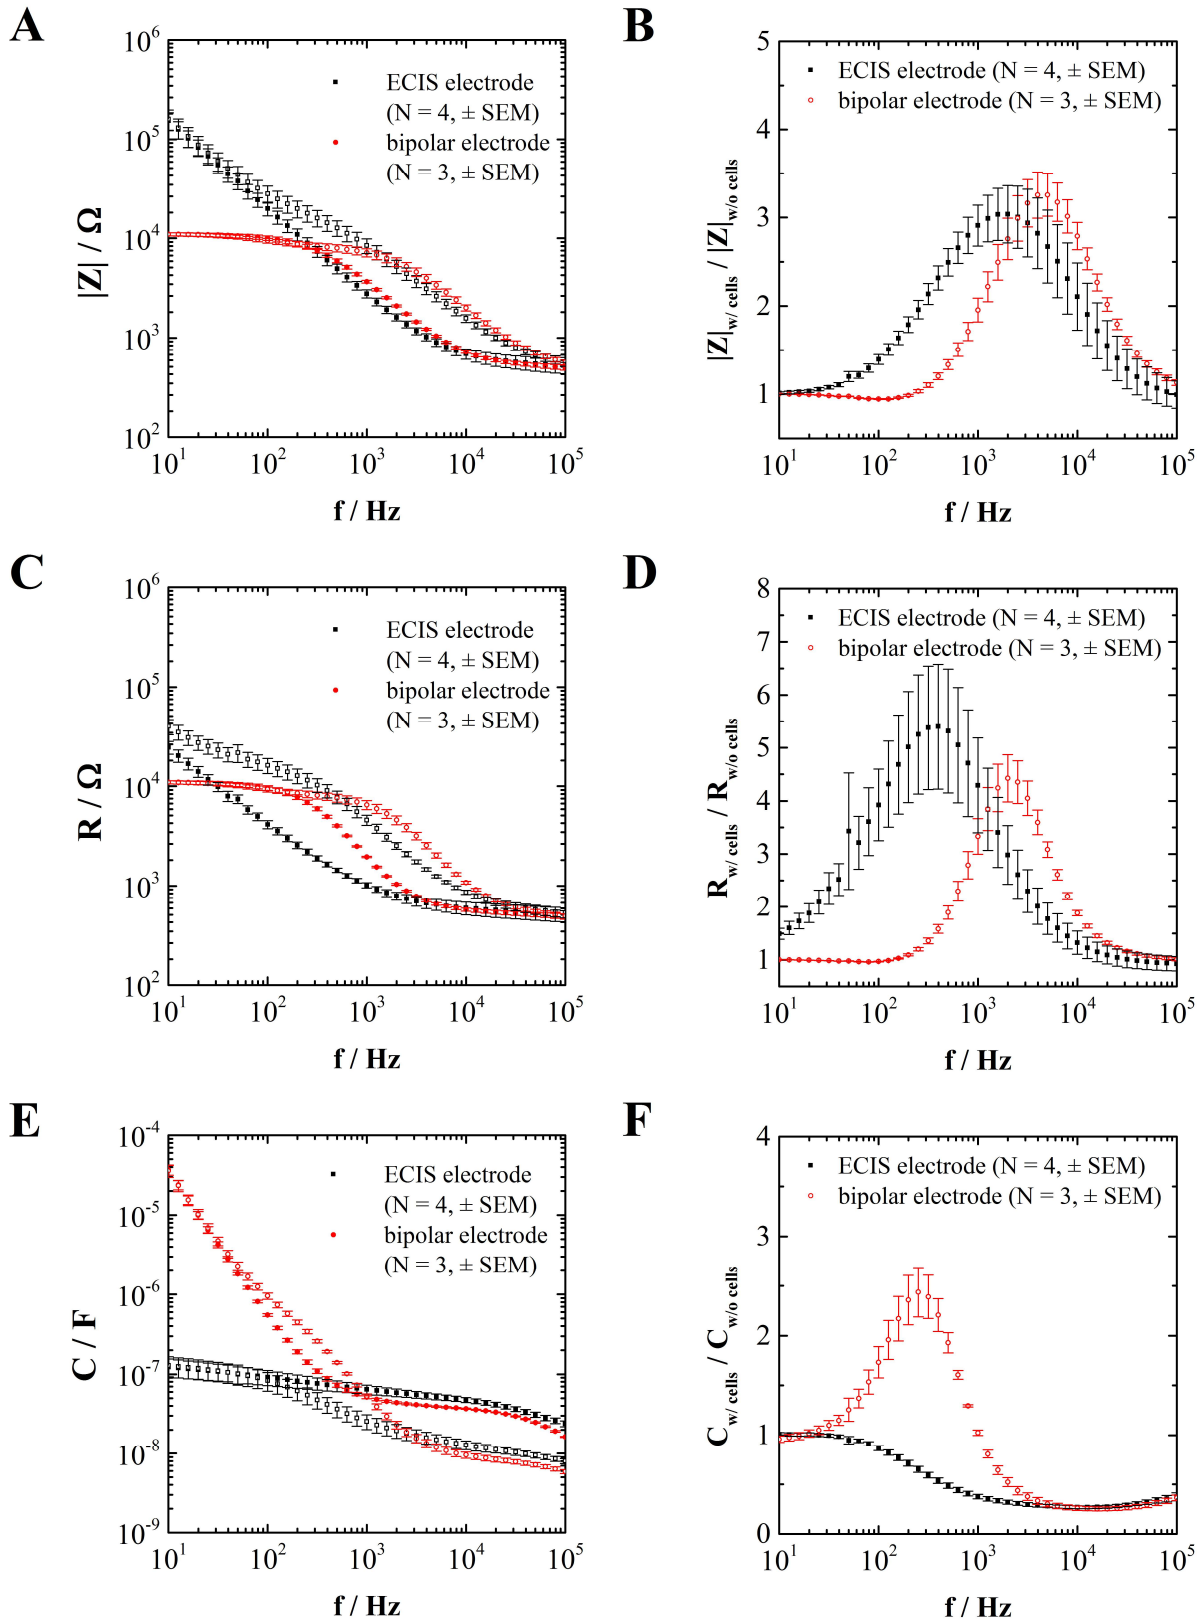 A
10^6
10^5
10^4
10^3
10^2
|Z| / Ω
ECIS electrode
(N = 4, ± SEM)
bipolar electrode
(N = 3, ± SEM)
10^1 10^2 10^3 10^4 10^5
f / Hz
B
5
4
3
2
1
|Z|w/ cells / |Z|w/o cells
ECIS electrode (N = 4, ± SEM)
bipolar electrode (N = 3, ± SEM)
10^1 10^2 10^3 10^4 10^5
f / Hz
C
10^6
10^5
10^4
10^3
10^2
R / Ω
ECIS electrode
(N = 4, ± SEM)
bipolar electrode
(N = 3, ± SEM)
10^1 10^2 10^3 10^4 10^5
f / Hz
D
8
7
6
5
4
3
2
1
Rw/ cells / Rw/o cells
ECIS electrode (N = 4, ± SEM)
bipolar electrode (N = 3, ± SEM)
10^1 10^2 10^3 10^4 10^5
f / Hz
E
10^-4
10^-5
10^-6
10^-7
10^-8
10^-9
C / F
ECIS electrode
(N = 4, ± SEM)
bipolar electrode
(N = 3, ± SEM)
10^1 10^2 10^3 10^4 10^5
f / Hz
F
4
3
2
1
0
Cw/ cells / Cw/o cells
ECIS electrode (N = 4, ± SEM)
bipolar electrode (N = 3, ± SEM)
10^1 10^2 10^3 10^4 10^5
f / Hz